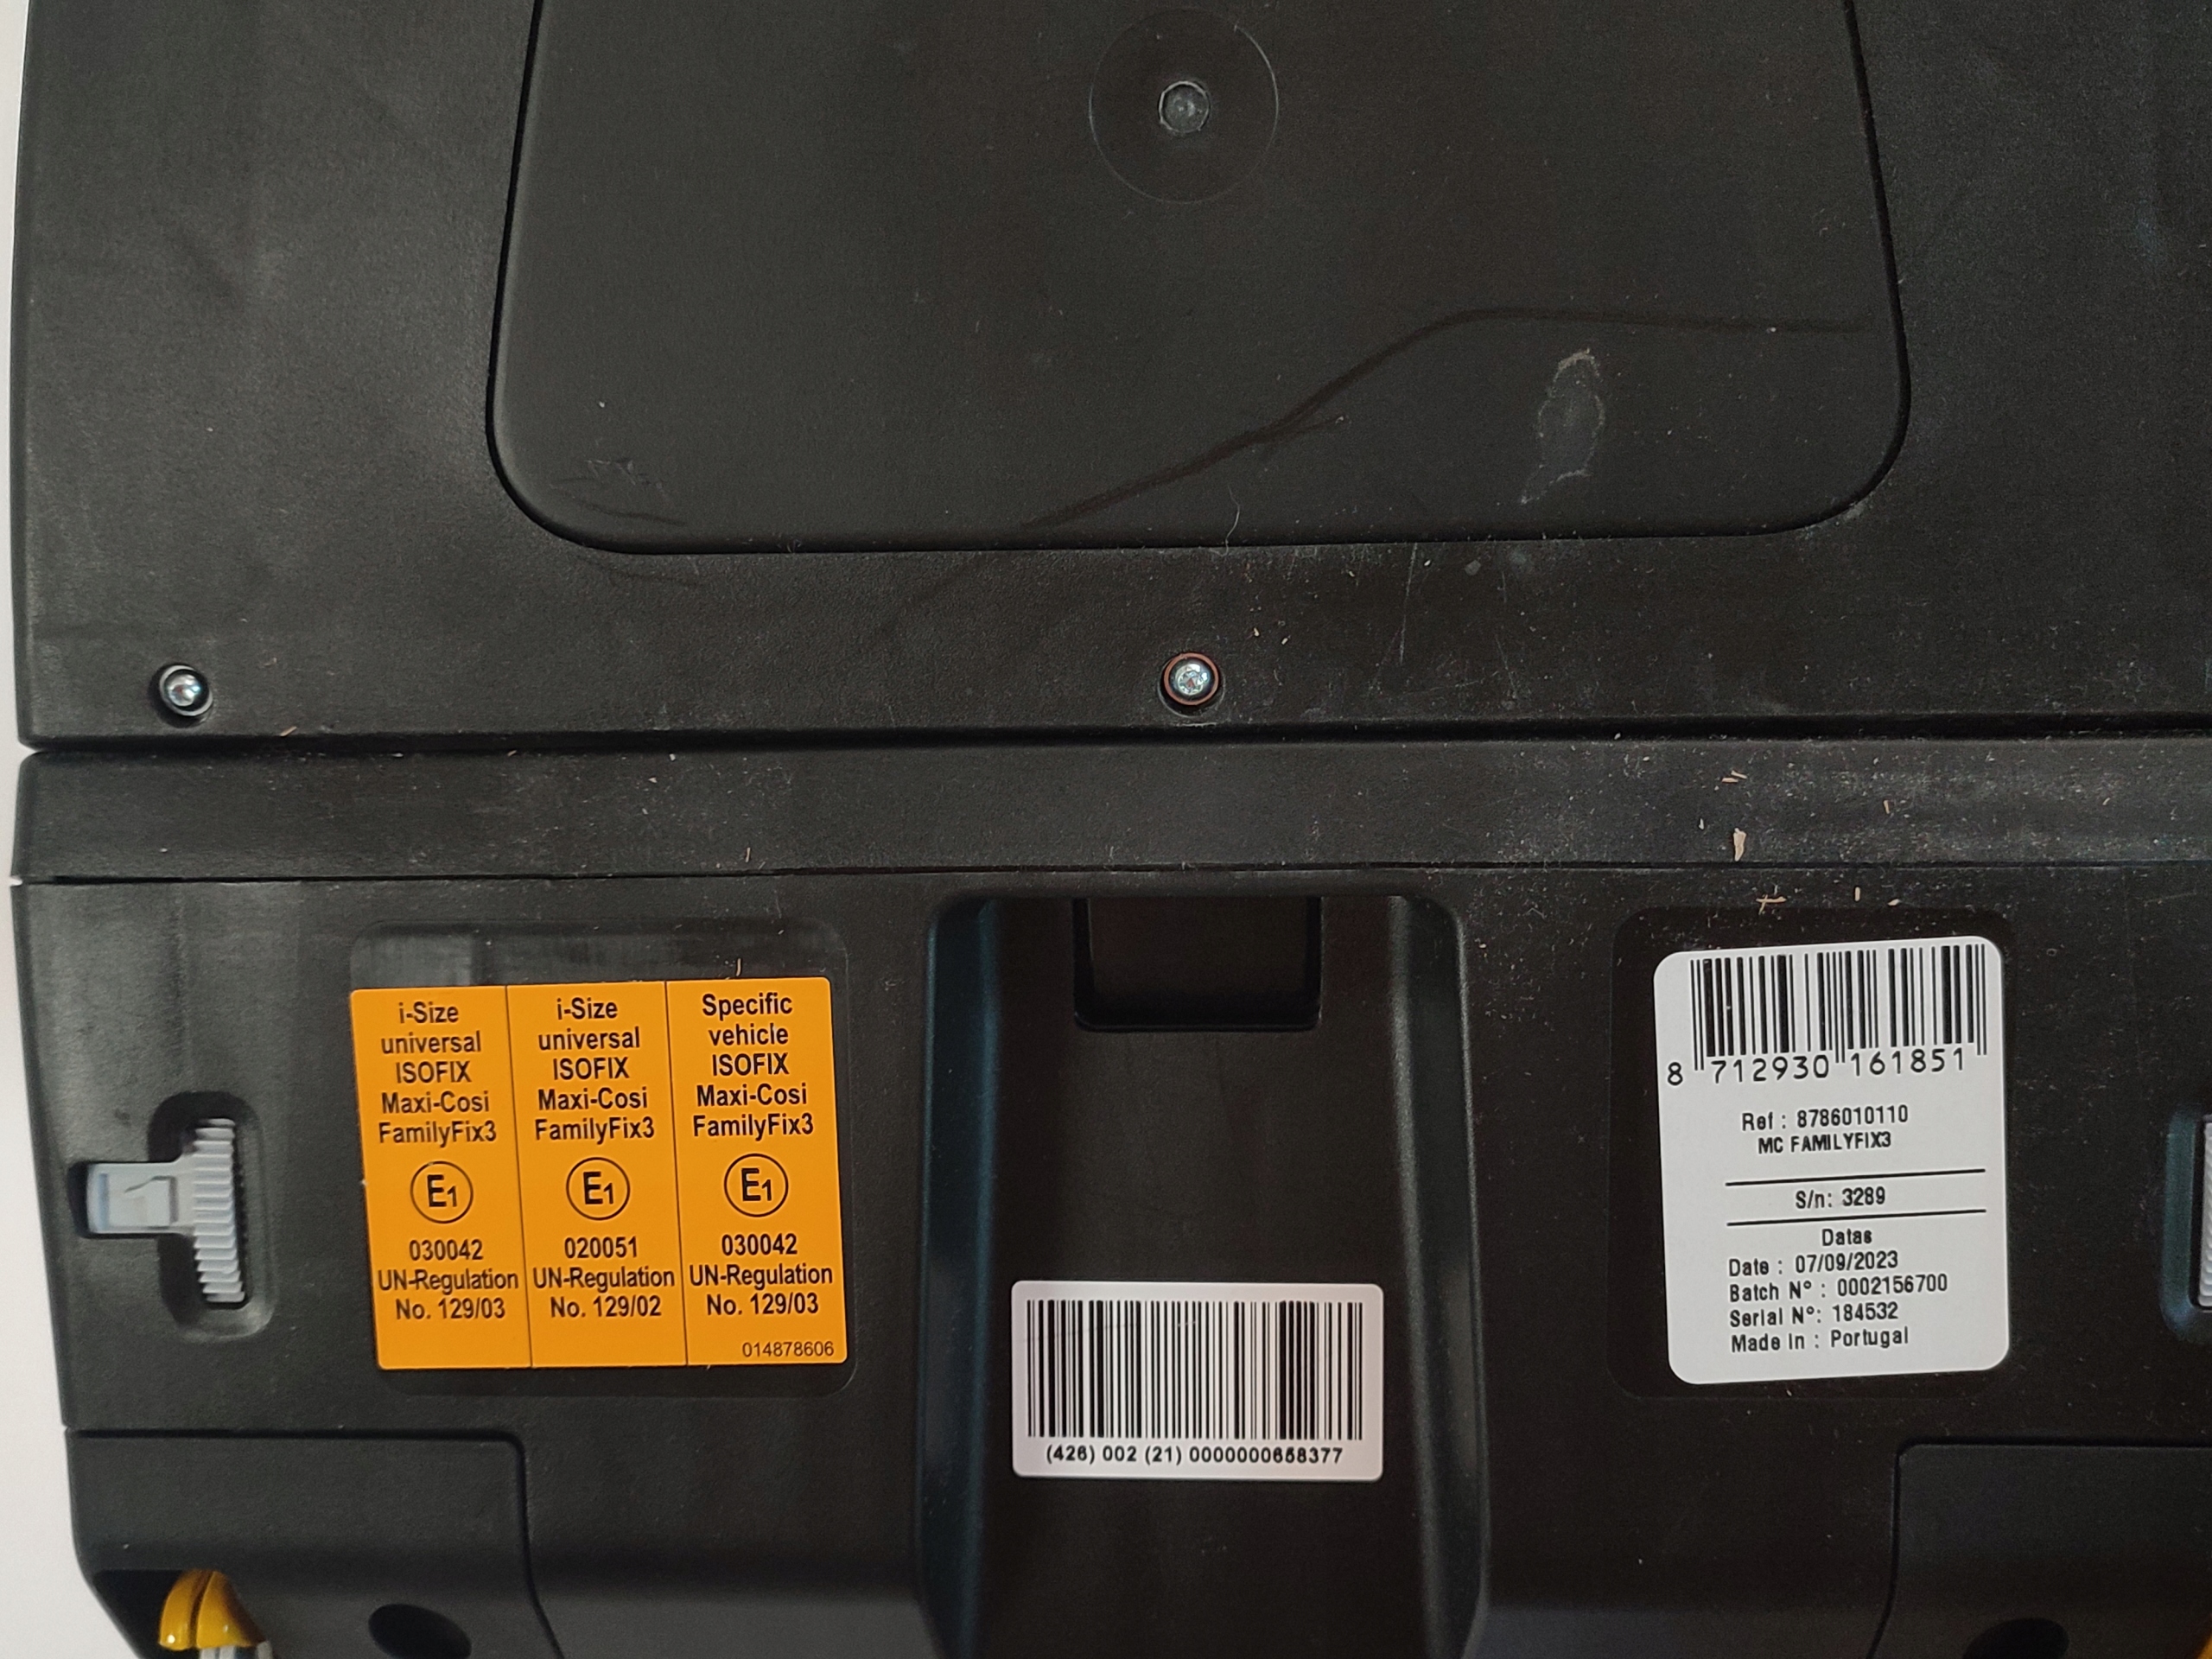 i-Size
universal
ISOFIX
Maxi-Cosi
FamilyFix3
E1
030042
UN-Regulation
No. 129/03
i-Size
universal
ISOFIX
Maxi-Cosi
FamilyFix3
E1
020051
UN-Regulation
No. 129/02
Specific
vehicle
ISOFIX
Maxi-Cosi
FamilyFix3
E1
030042
UN-Regulation
No. 129/03
014878606
(426) 002 (21) 0000000658377
8 712930 161851
Ref : 8786010110
MC FAMILYFIX3
S/n: 3289
Datas
Date : 07/09/2023
Batch N° : 0002156700
Serial N°: 184532
Made in : Portugal